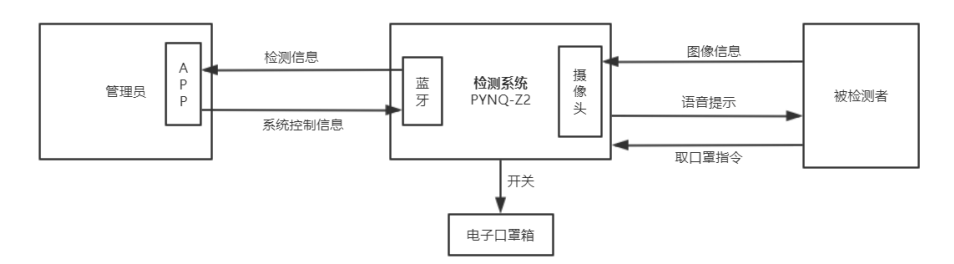 管理员
APP
检测信息
系统控制信息
蓝牙
检测系统
PYNQ-Z2
摄像头
图像信息
语音提示
取口罩指令
被检测者
开关
电子口罩箱